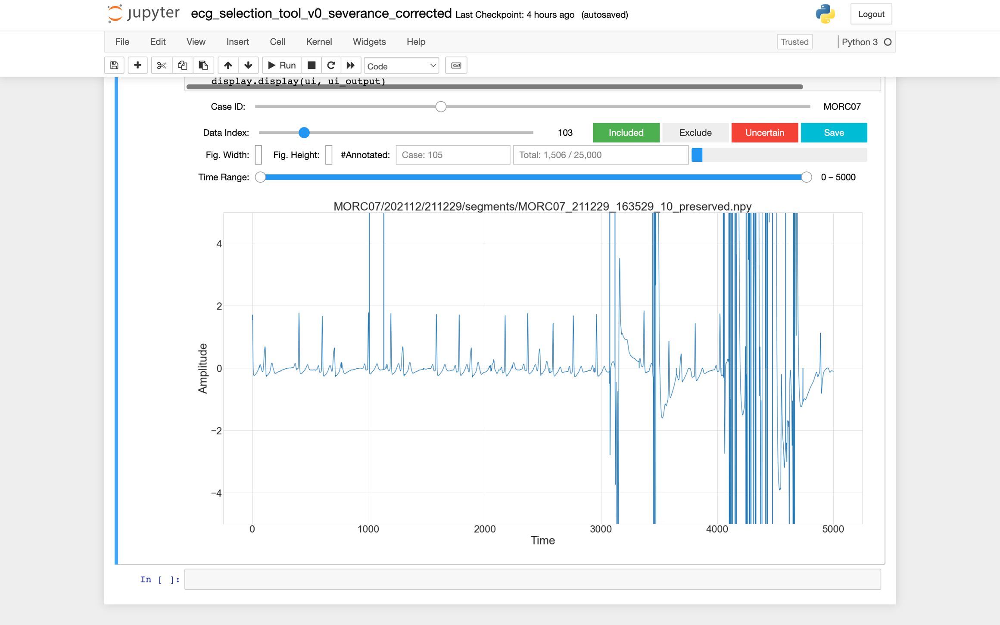 jupyter ecg_selection_tool_v0_severance_corrected Last Checkpoint: 4 hours ago (autosaved) Logout
File Edit View Insert Cell Kernel Widgets Help Trusted Python 3
Run Code
display.display(ui, ui_output)
Case ID: MORC07
Data Index: 103 Included Exclude Uncertain Save
Fig. Width: Fig. Height: #Annotated: Case: 105 Total: 1,506 / 25,000
Time Range: 0 – 5000
MORC07/202112/211229/segments/MORC07_211229_163529_10_preserved.npy
4
2
0
−2
−4
Amplitude
0 1000 2000 3000 4000 5000
Time
In [ ]: